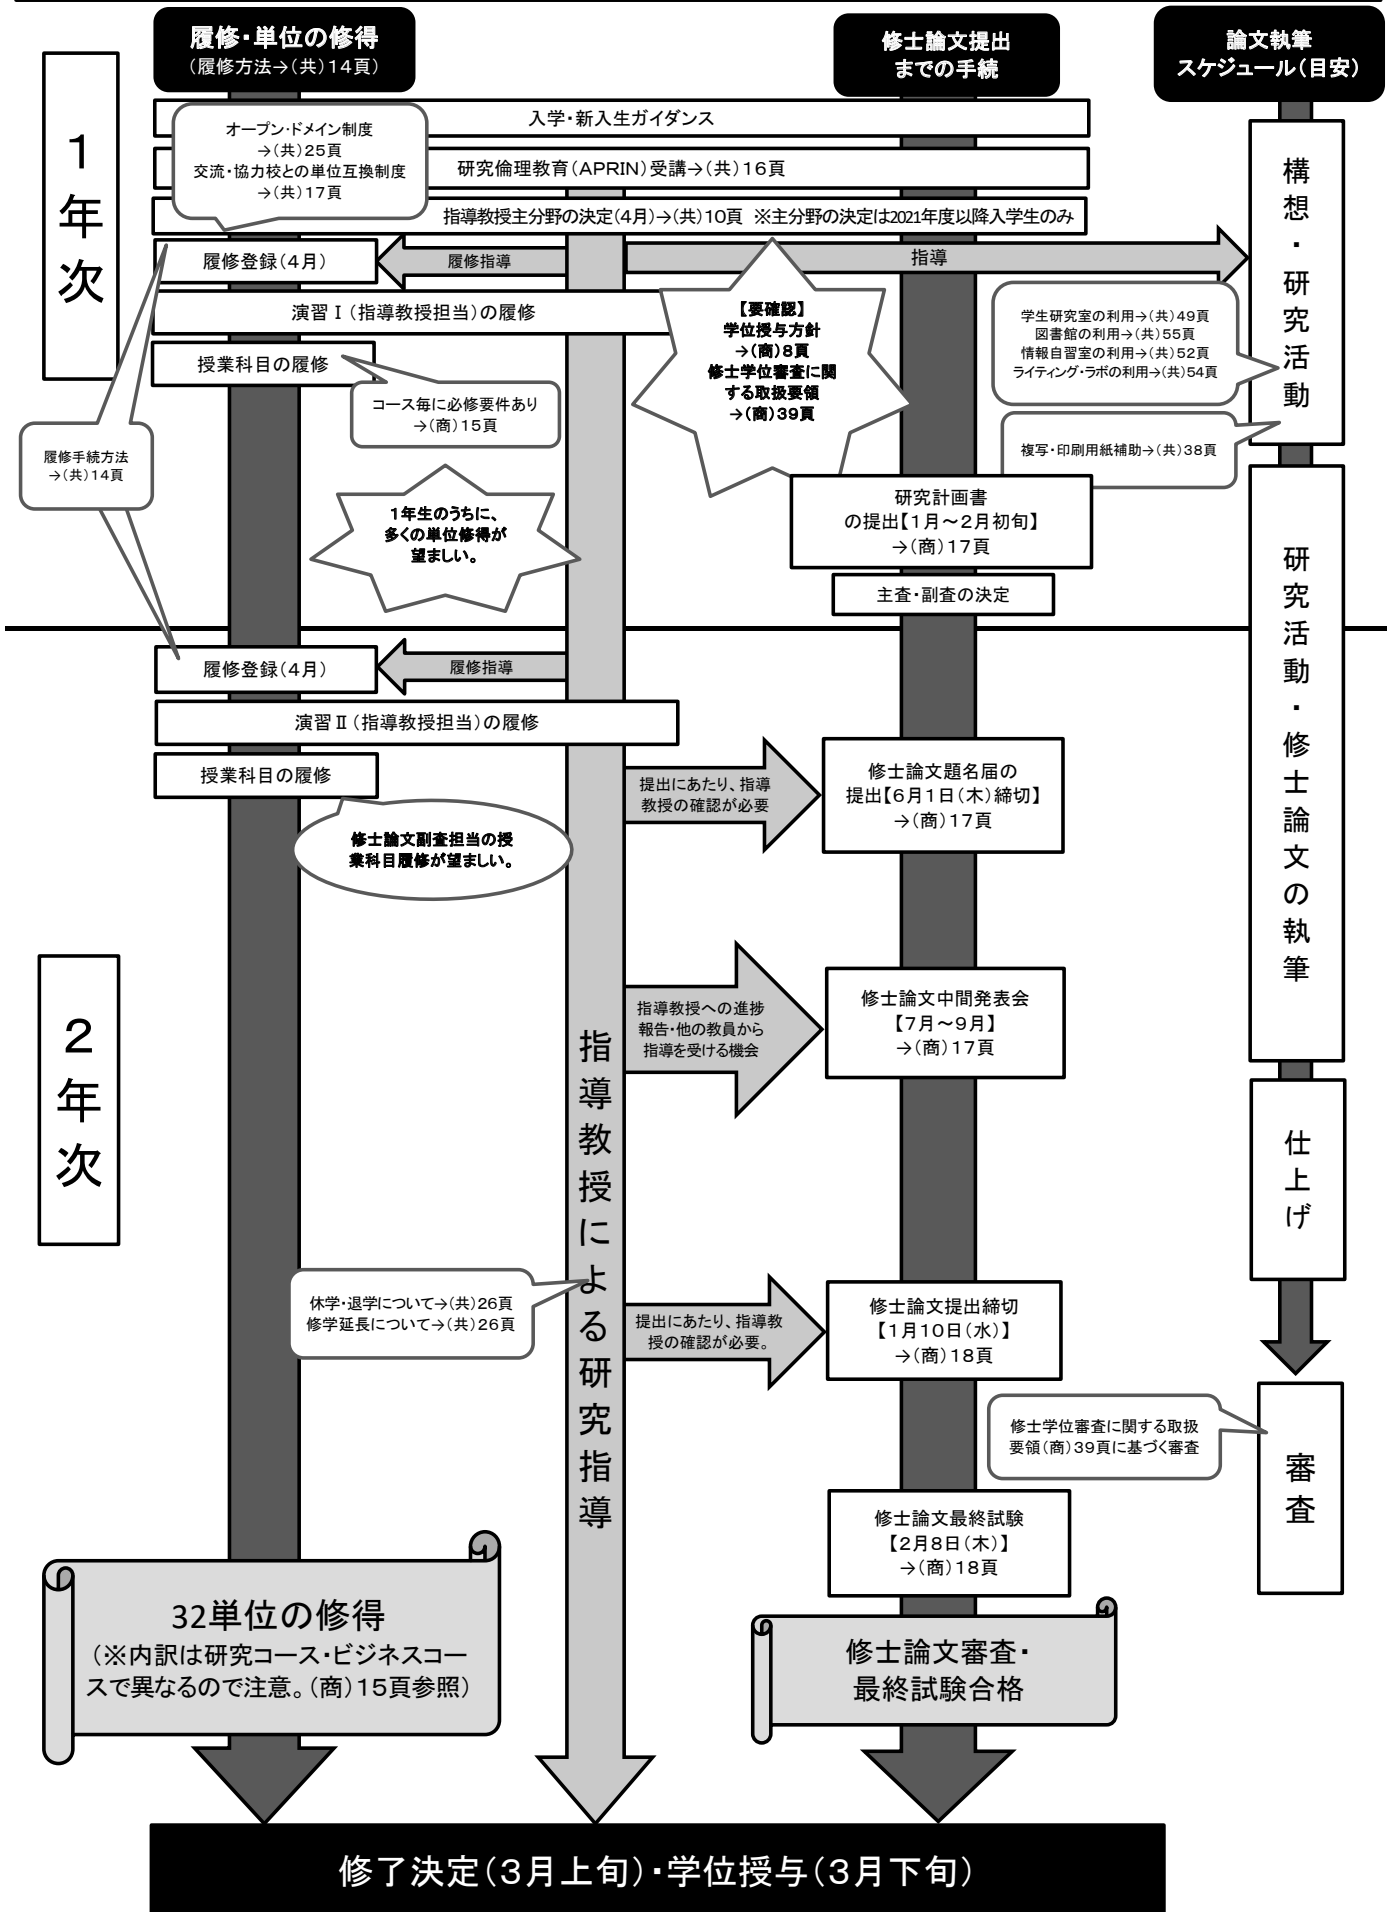 履修・単位の修得
（履修方法→（共）１４頁）
修士論文提出
までの手続
論文執筆
スケジュール（目安）
１年次
入学・新入生ガイダンス
オープン・ドメイン制度
→（共）２５頁
交流・協力校との単位互換制度
→（共）１７頁
研究倫理教育（APRIN）受講→（共）１６頁
指導教授主分野の決定（４月）→（共）１０頁　※主分野の決定は2021年度以降入学生のみ
履修登録（４月）
履修指導
指導
構想・研究活動
演習Ⅰ（指導教授担当）の履修
【要確認】
学位授与方針
→（商）８頁
修士学位審査に関
する取扱要領
→（商）３９頁
学生研究室の利用→（共）４９頁
図書館の利用→（共）５５頁
情報自習室の利用→（共）５２頁
ライティング・ラボの利用→（共）５４頁
授業科目の履修
コース毎に必修要件あり
→（商）１５頁
履修手続方法
→（共）１４頁
複写・印刷用紙補助→（共）３８頁
１年生のうちに、
多くの単位修得が
望ましい。
研究計画書
の提出【１月～２月初旬】
→（商）１７頁
主査・副査の決定
研究活動・修士論文の執筆
２年次
履修登録（４月）
履修指導
演習Ⅱ（指導教授担当）の履修
授業科目の履修
修士論文副査担当の授
業科目履修が望ましい。
提出にあたり、指導
教授の確認が必要
修士論文題名届の
提出【６月１日（木）締切】
→（商）１７頁
指導教授への進捗
報告・他の教員から
指導を受ける機会
修士論文中間発表会
【７月～９月】
→（商）１７頁
指導教授による研究指導
仕上げ
休学・退学について→（共）２６頁
修学延長について→（共）２６頁
提出にあたり、指導教
授の確認が必要。
修士論文提出締切
【１月１０日（水）】
→（商）１８頁
修士学位審査に関する取扱
要領（商）３９頁に基づく審査
審査
修士論文最終試験
【２月８日（木）】
→（商）１８頁
32単位の修得
（※内訳は研究コース・ビジネスコー
スで異なるので注意。（商）１５頁参照）
修士論文審査・
最終試験合格
修了決定（３月上旬）・学位授与（３月下旬）